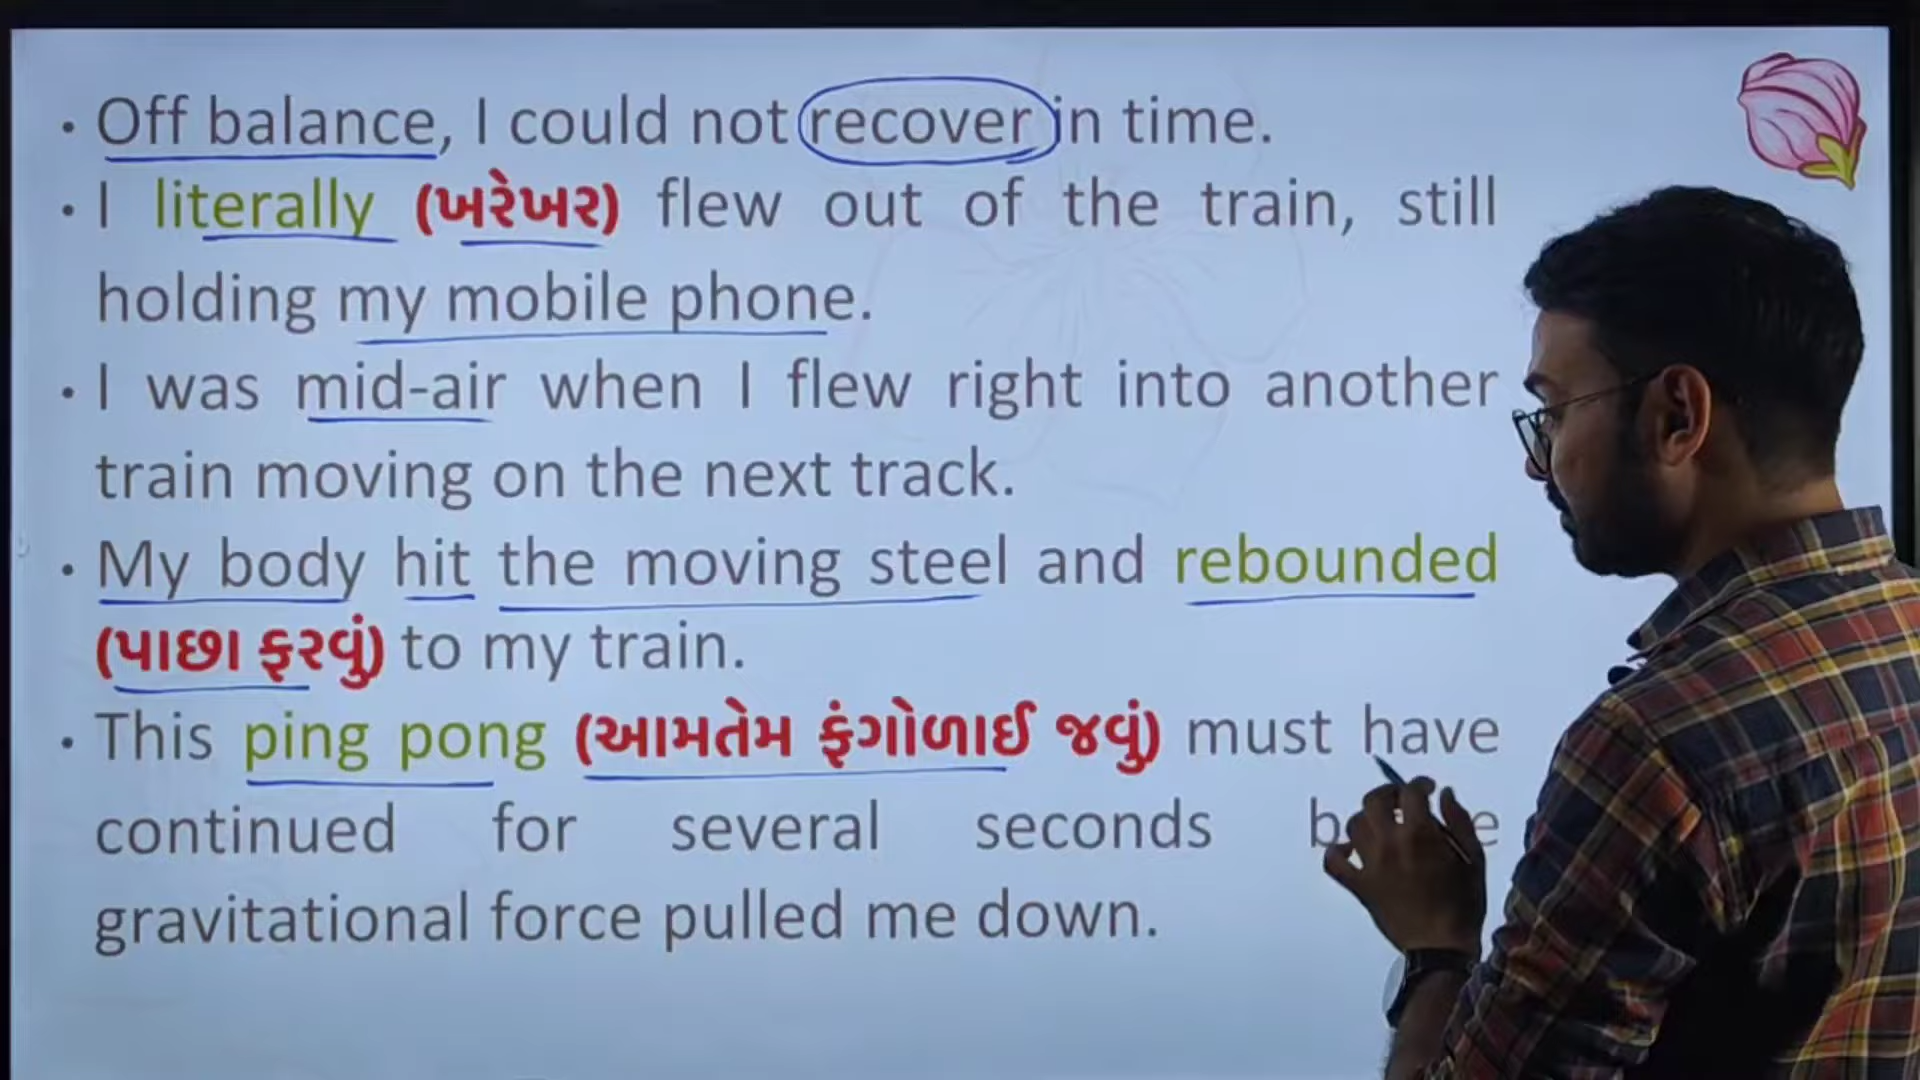 • Off balance, I could not recover in time.
• I literally (ખરેખર) flew out of the train, still
holding my mobile phone.
• I was mid-air when I flew right into another
train moving on the next track.
• My body hit the moving steel and rebounded
(પાછા ફરવું) to my train.
• This ping pong (આમતેમ ફંગોળાઈ જવું) must have
continued for several seconds
gravitational force pulled me down.